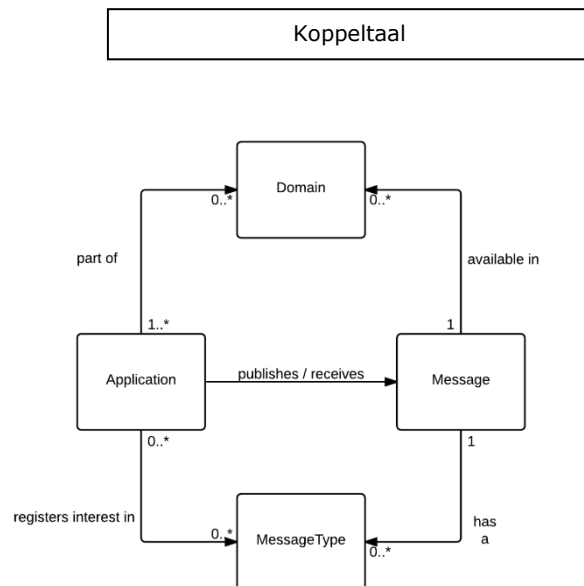 Koppeltaal
Domain
0..*
0..*
part of
available in
1..*
1
Application
publishes / receives
Message
0..*
1
registers interest in
0..*
MessageType
0..*
has
a